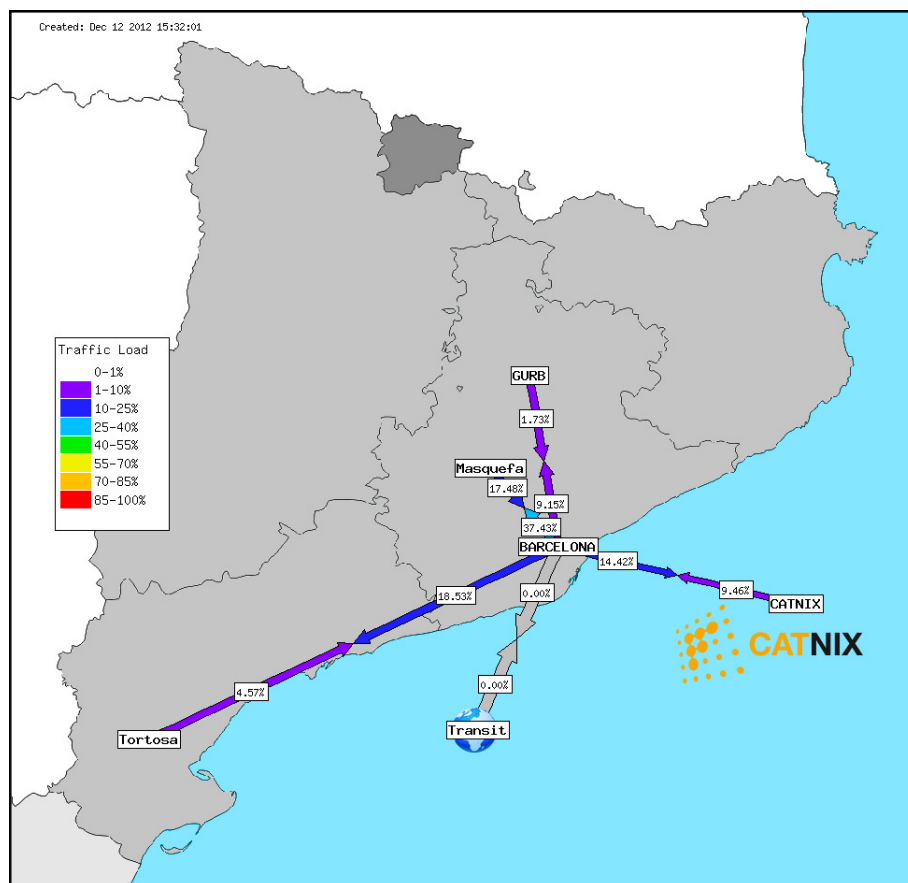 Created: Dec 12 2012 15:32:01
Traffic Load
0-1%
1-10%
10-25%
25-40%
40-55%
55-70%
70-85%
85-100%
GURB
1.73%
Masquefa
17.48%
9.15%
37.43%
BARCELONA
14.42%
18.53%
0.00%
9.46%
CATNIX
CATNIX
0.00%
4.57%
Transit
Tortosa